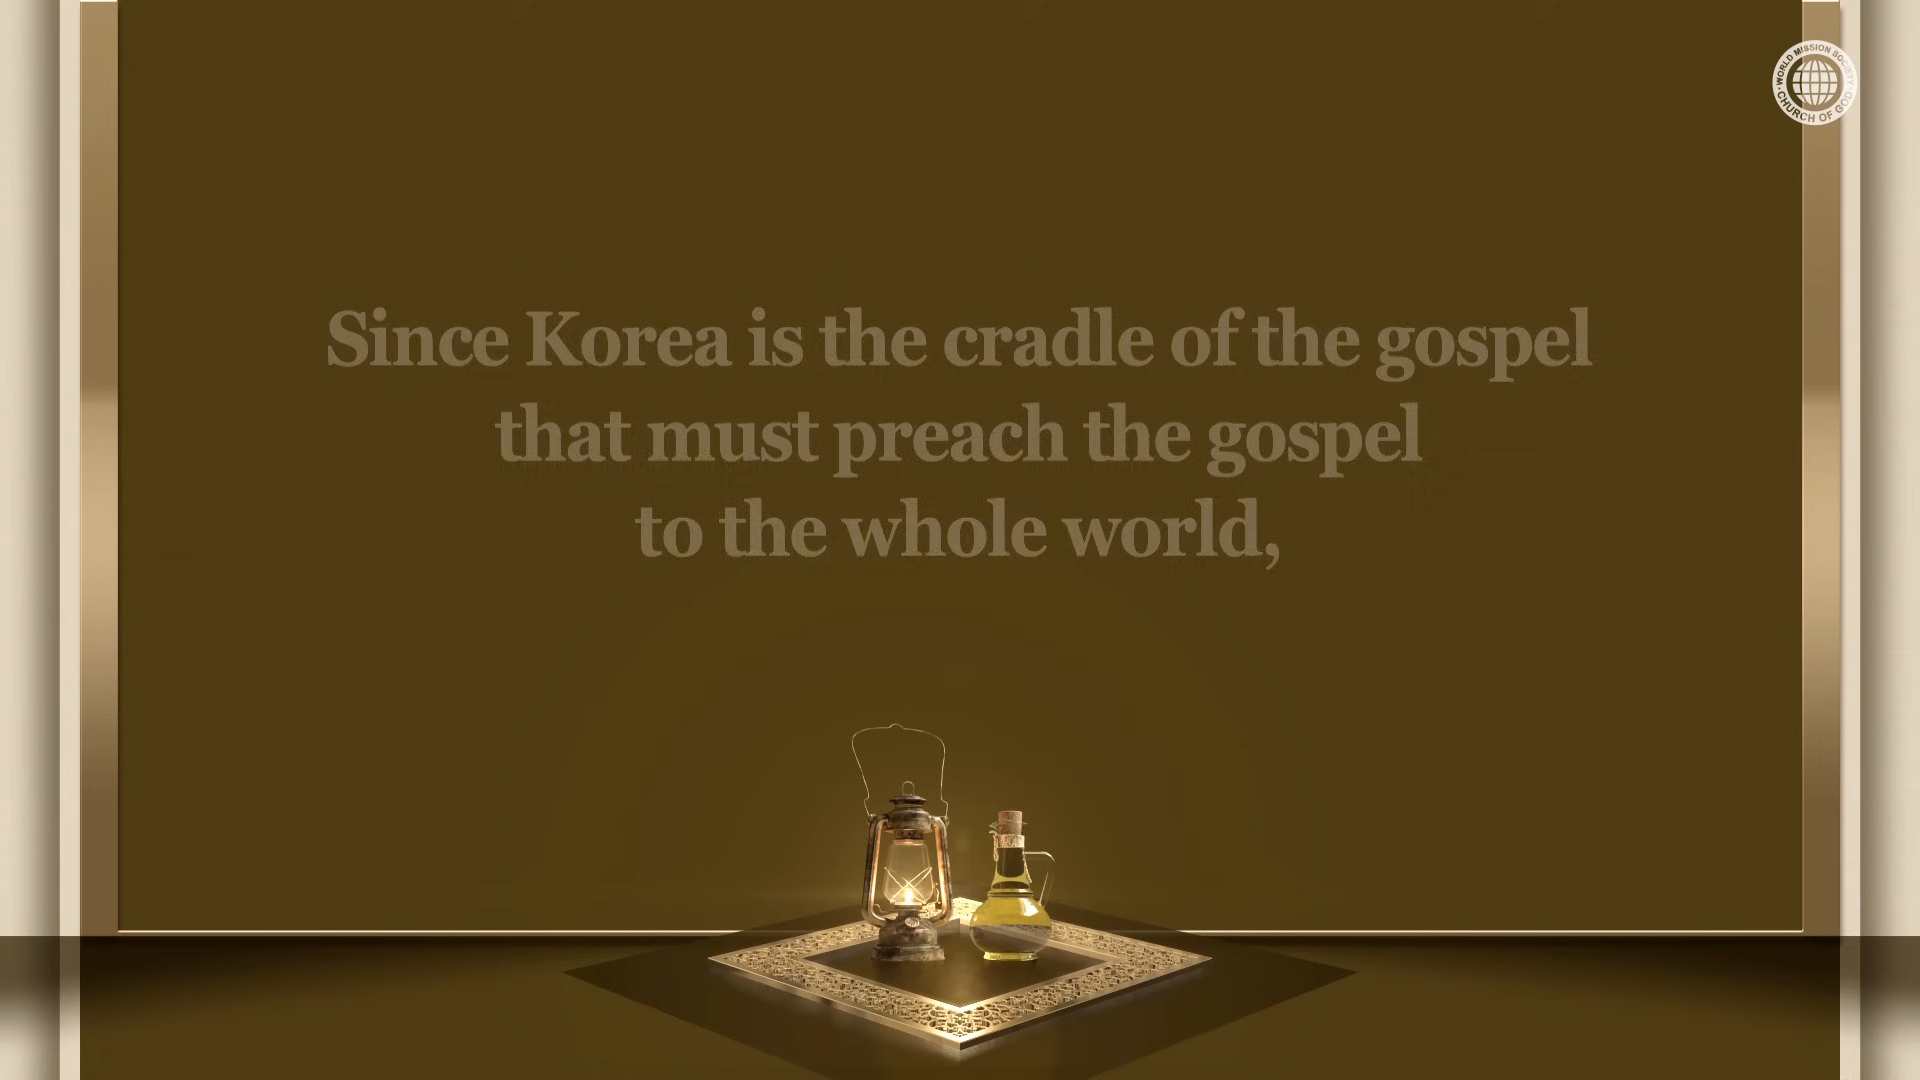 WORLD MISSION SOCIETY
CHURCH OF GOD
Since Korea is the cradle of the gospel
that must preach the gospel
to the whole world,